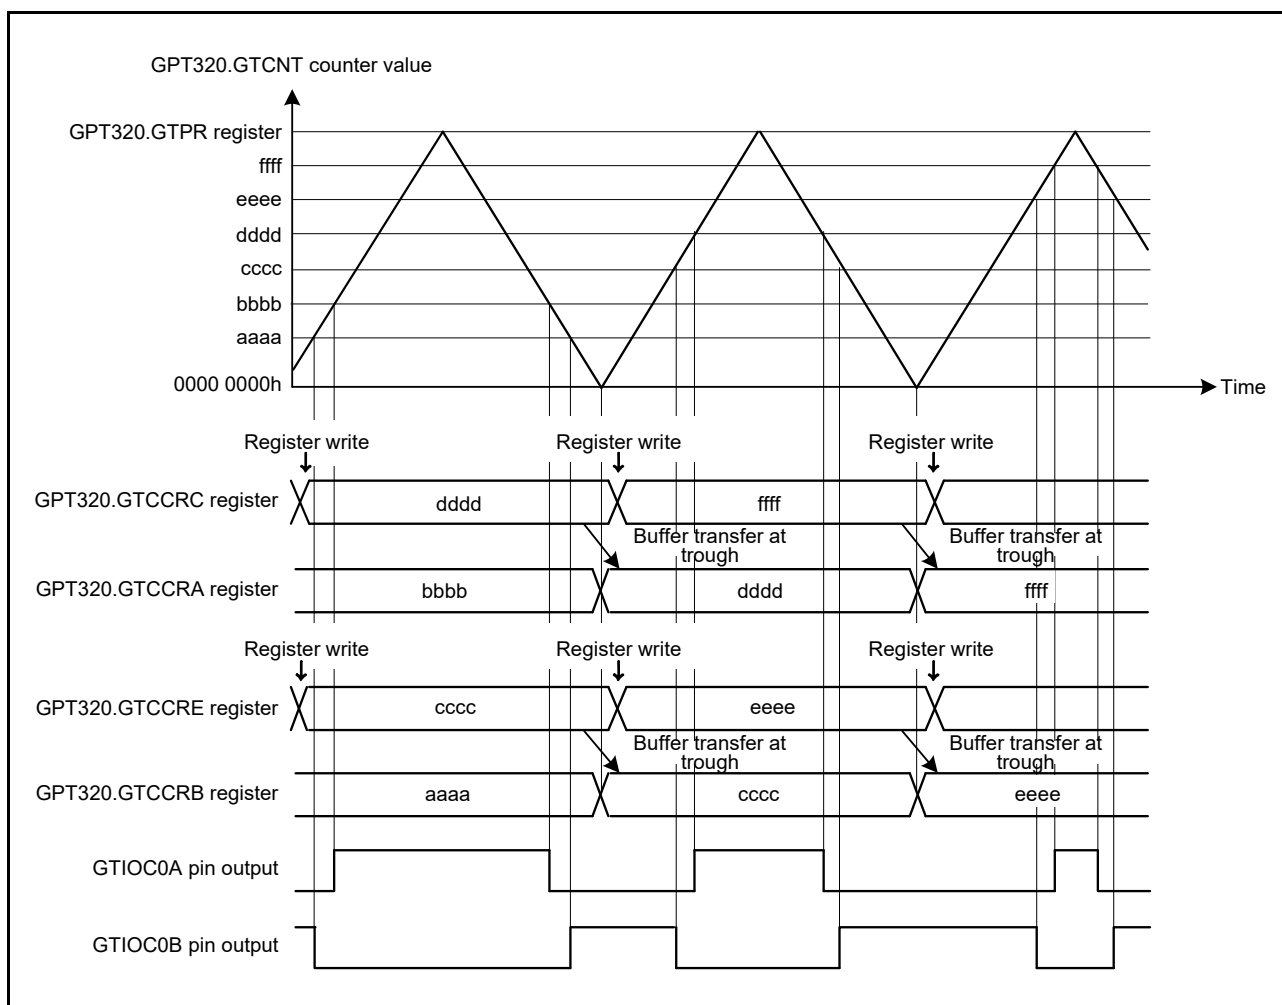 GPT320.GTCNT counter value
GPT320.GTPR register
ffff
eeee
dddd
cccc
bbbb
aaaa
0000 0000h
Time
Register write
Register write
Register write
GPT320.GTCCRC register
dddd
ffff
Buffer transfer at
trough
Buffer transfer at
trough
GPT320.GTCCRA register
bbbb
dddd
ffff
Register write
Register write
Register write
GPT320.GTCCRE register
cccc
eeee
Buffer transfer at
trough
Buffer transfer at
trough
GPT320.GTCCRB register
aaaa
cccc
eeee
GTIOC0A pin output
GTIOC0B pin output